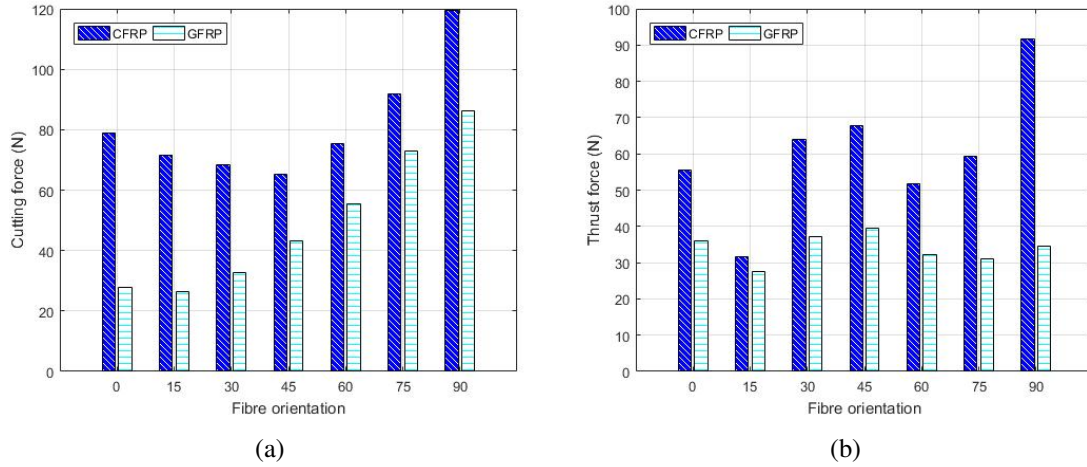 120
100
80
60
40
20
0
Cutting force (N)
CFRP GFRP
0 15 30 45 60 75 90
Fibre orientation
(a)
100
90
80
70
60
50
40
30
20
10
0
Thrust force (N)
CFRP GFRP
0 15 30 45 60 75 90
Fibre orientation
(b)